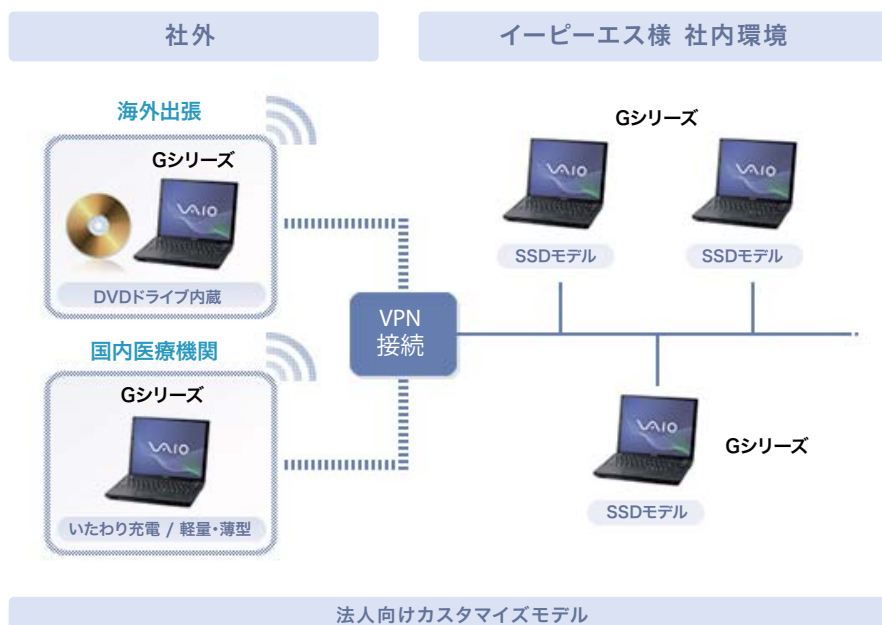 社外
イーピーエス様 社内環境
海外出張
Gシリーズ
VAIO
DVDドライブ内蔵
国内医療機関
Gシリーズ
VAIO
いたわり充電 / 軽量・薄型
VPN
接続
Gシリーズ
VAIO
VAIO
SSDモデル
SSDモデル
VAIO
Gシリーズ
SSDモデル
法人向けカスタマイズモデル